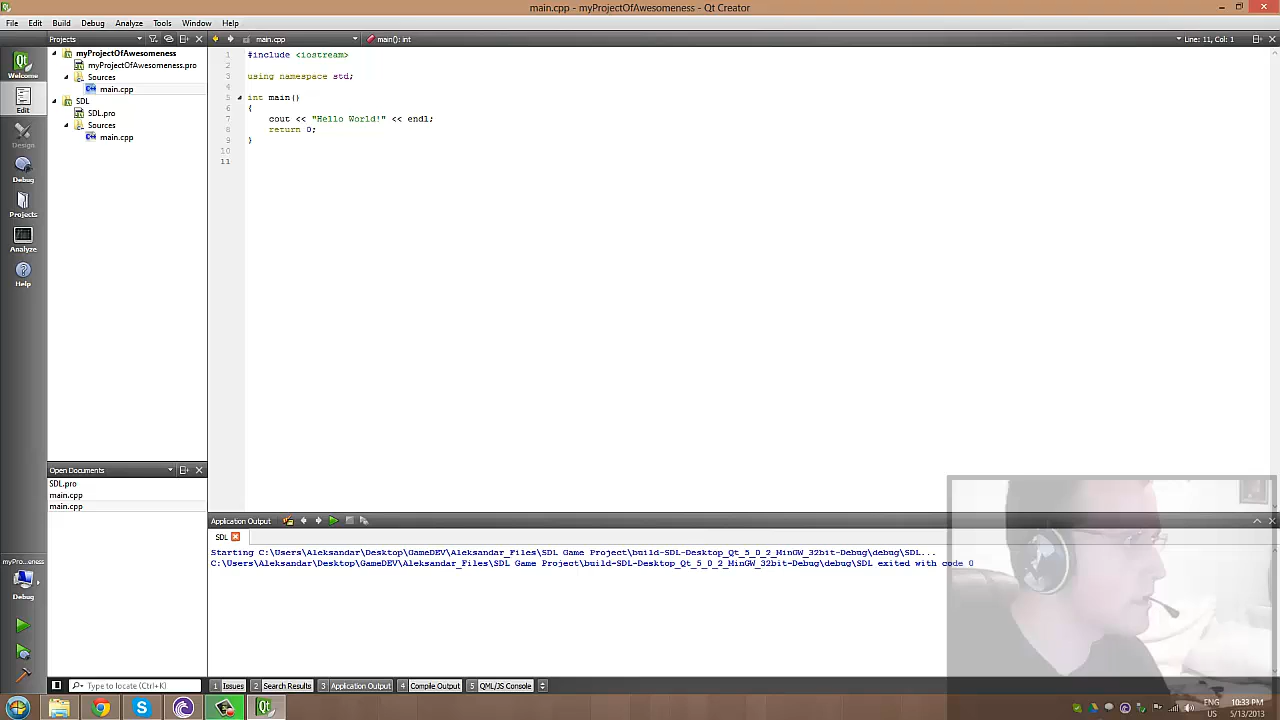 main.cpp - myProjectOfAwesomeness - Qt Creator
File Edit Build Debug Analyze Tools Window Help
Projects
main.cpp
main(): int
Line: 11, Col: 1
Welcome
Edit
Design
Debug
Projects
Analyze
Help
myProjectOfAwesomeness
myProjectOfAwesomeness.pro
Sources
main.cpp
SDL
SDL.pro
Sources
main.cpp
1 #include <iostream>
2
3 using namespace std;
4
5 int main()
6 {
7 cout << "Hello World!" << endl;
8 return 0;
9 }
10
11
Open Documents
SDL.pro
main.cpp
main.cpp
Application Output
SDL
Starting C:\Users\Aleksandar\Desktop\GameDEV\Aleksandar_Files\SDL Game Project\build-SDL-Desktop_Qt_5_0_2_MinGW_32bit-Debug\debug\SDL...
C:\Users\Aleksandar\Desktop\GameDEV\Aleksandar_Files\SDL Game Project\build-SDL-Desktop_Qt_5_0_2_MinGW_32bit-Debug\debug\SDL exited with code 0
myPro...eness
Debug
Type to locate (Ctrl+K)
1 Issues 2 Search Results 3 Application Output 4 Compile Output 5 QML/JS Console
ENG
US
10:33 PM
5/13/2013